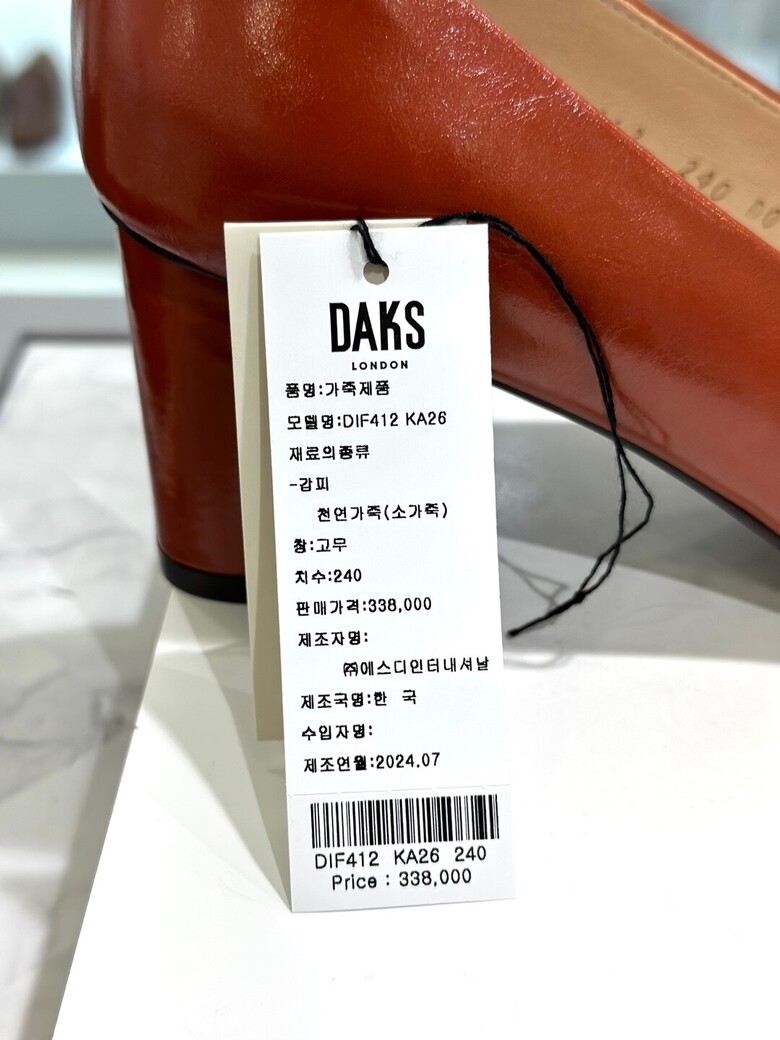 DAKS
LONDON
품명:가죽제품
모델명:DIF412 KA26
재료의종류
-갑피
천연가죽(소가죽)
창:고무
치수:240
판매가격:338,000
제조자명:
㈜에스디인터내셔날
제조국명:한 국
수입자명:
제조연월:2024.07
DIF412 KA26 240
Price : 338,000
240